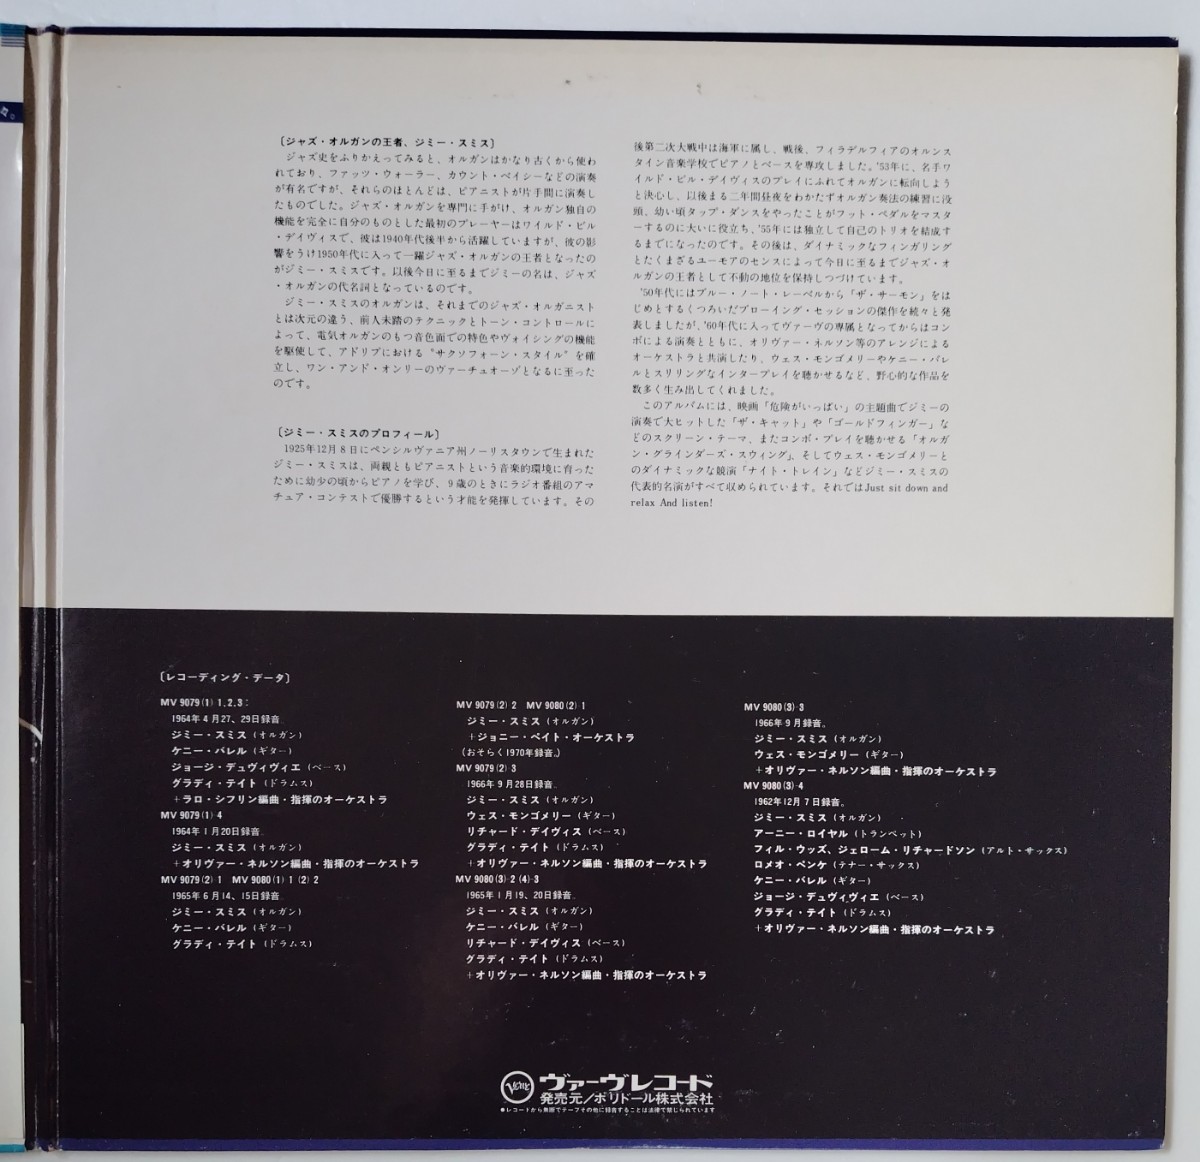 〔ジャズ・オルガンの王者、ジミー・スミス〕
ジャズ史をふりかえってみると、オルガンはかなり古くから使わ
れており、ファッツ・ウォーラー、カウント・ベイシーなどの演奏
が有名ですが、それらのほとんどは、ピアニストが片手間に演奏し
たものでした。ジャズ・オルガンを専門に手がけ、オルガン独自の
機能を完全に自分のものとした最初のプレーヤーはワイルド・ビル
・デイヴィスで、彼は1940年代後半から活躍していますが、彼の影
響をうけ1950年代に入って一躍ジャズ・オルガンの王者となったの
がジミー・スミスです。以後今日に至るまでジミーの名は、ジャズ
・オルガンの代名詞となっているのです。
ジミー・スミスのオルガンは、それまでのジャズ・オルガニスト
とは次元の違う、前人未踏のテクニックとトーン・コントロールに
よって、電気オルガンのもつ音色面での特色やヴォイシングの機能
を駆使して、アドリブにおける“サクソフォーン・スタイル”を確
立し、ワン・アンド・オンリーのヴァーチュオーゾとなるに至った
のです。
〔ジミー・スミスのプロフィール〕
1925年12月8日にペンシルヴァニア州ノーリスタウンで生まれた
ジミー・スミスは、両親ともピアニストという音楽的環境に育った
ために幼少の頃からピアノを学び、9歳のときにラジオ番組のアマ
チュア・コンテストで優勝するという才能を発揮しています。その
後第二次大戦中は海軍に属し、戦後、フィラデルフィアのオルンス
タイン音楽学校でピアノとベースを専攻しました。'53年に、名手ワ
イルド・ビル・デイヴィスのプレイにふれてオルガンに転向しよう
と決心し、以後まる二年間昼夜をわかたずオルガン奏法の練習に没
頭、幼い頃タップ・ダンスをやったことがフット・ペダルをマスタ
ーするのに大いに役立ち、'55年には独立して自己のトリオを結成す
るまでになったのです。その後は、ダイナミックなフィンガリング
とたくまざるユーモアのセンスによって今日に至るまでジャズ・オ
ルガンの王者として不動の地位を保持しつづけています。
'50年代にはブルー・ノート・レーベルから「ザ・サーモン」をは
じめとするくつろいだブローイング・セッションの傑作を続々と発
表しましたが、'60年代に入ってヴァーヴの専属となってからはコン
ボによる演奏とともに、オリヴァー・ネルソン等のアレンジによる
オーケストラと共演したり、ウェス・モンゴメリーやケニー・バレ
ルとスリリングなインタープレイを聴かせるなど、野心的な作品を
数多く生み出してくれました。
このアルバムには、映画「危険がいっぱい」の主題曲でジミーの
演奏で大ヒットした「ザ・キャット」や「ゴールドフィンガー」な
どのスクリーン・テーマ、またコンボ・プレイを聴かせる「オルガ
ン・グラインダーズ・スウィング」、そしてウェス・モンゴメリーと
のダイナミックな競演「ナイト・トレイン」などジミー・スミスの
代表的名演がすべて収められています。それではJust sit down and
relax And listen!
〔レコーディング・データ〕
MV 9079(1) 1,2,3:
1964年4月27、29日録音。
ジミー・スミス(オルガン)
ケニー・バレル(ギター)
ジョージ・デュヴィヴィエ(ベース)
グラディ・テイト(ドラムス)
+ラロ・シフリン編曲・指揮のオーケストラ
MV 9079(1) 4
1964年1月20日録音。
ジミー・スミス(オルガン)
+オリヴァー・ネルソン編曲・指揮のオーケストラ
MV 9079(2)·1 MV 9080(1)·1 (2)·2
1965年6月14、15日録音。
ジミー・スミス(オルガン)
ケニー・バレル(ギター)
グラディ・テイト(ドラムス)
MV 9079(2)·2 MV 9080(2)·1
ジミー・スミス(オルガン)
+ジョニー・ペイト・オーケストラ
(おそらく1970年録音。)
MV 9079(2)·3
1966年9月28日録音。
ジミー・スミス(オルガン)
ウェス・モンゴメリー(ギター)
リチャード・デイヴィス(ベース)
グラディ・テイト(ドラムス)
+オリヴァー・ネルソン編曲・指揮のオーケストラ
MV 9080(3)·2 (4)·3
1965年1月19、20日録音。
ジミー・スミス(オルガン)
ケニー・バレル(ギター)
リチャード・デイヴィス(ベース)
グラディ・テイト(ドラムス)
+オリヴァー・ネルソン編曲・指揮のオーケストラ
MV 9080(3)·3
1966年9月録音。
ジミー・スミス(オルガン)
ウェス・モンゴメリー(ギター)
+オリヴァー・ネルソン編曲・指揮のオーケストラ
MV 9080(3)·4
1962年12月7日録音。
ジミー・スミス(オルガン)
アーニー・ロイヤル(トランペット)
フィル・ウッズ、ジェローム・リチャードソン(アルト・サックス)
ロメオ・ペンケ(テナー・サックス)
ケニー・バレル(ギター)
ジョージ・デュヴィヴィエ(ベース)
グラディ・テイト(ドラムス)
+オリヴァー・ネルソン編曲・指揮のオーケストラ
Verve ヴァーヴレコード
発売元/ポリドール株式会社
●レコードから無断でテープその他に録音することは法律で禁じられています